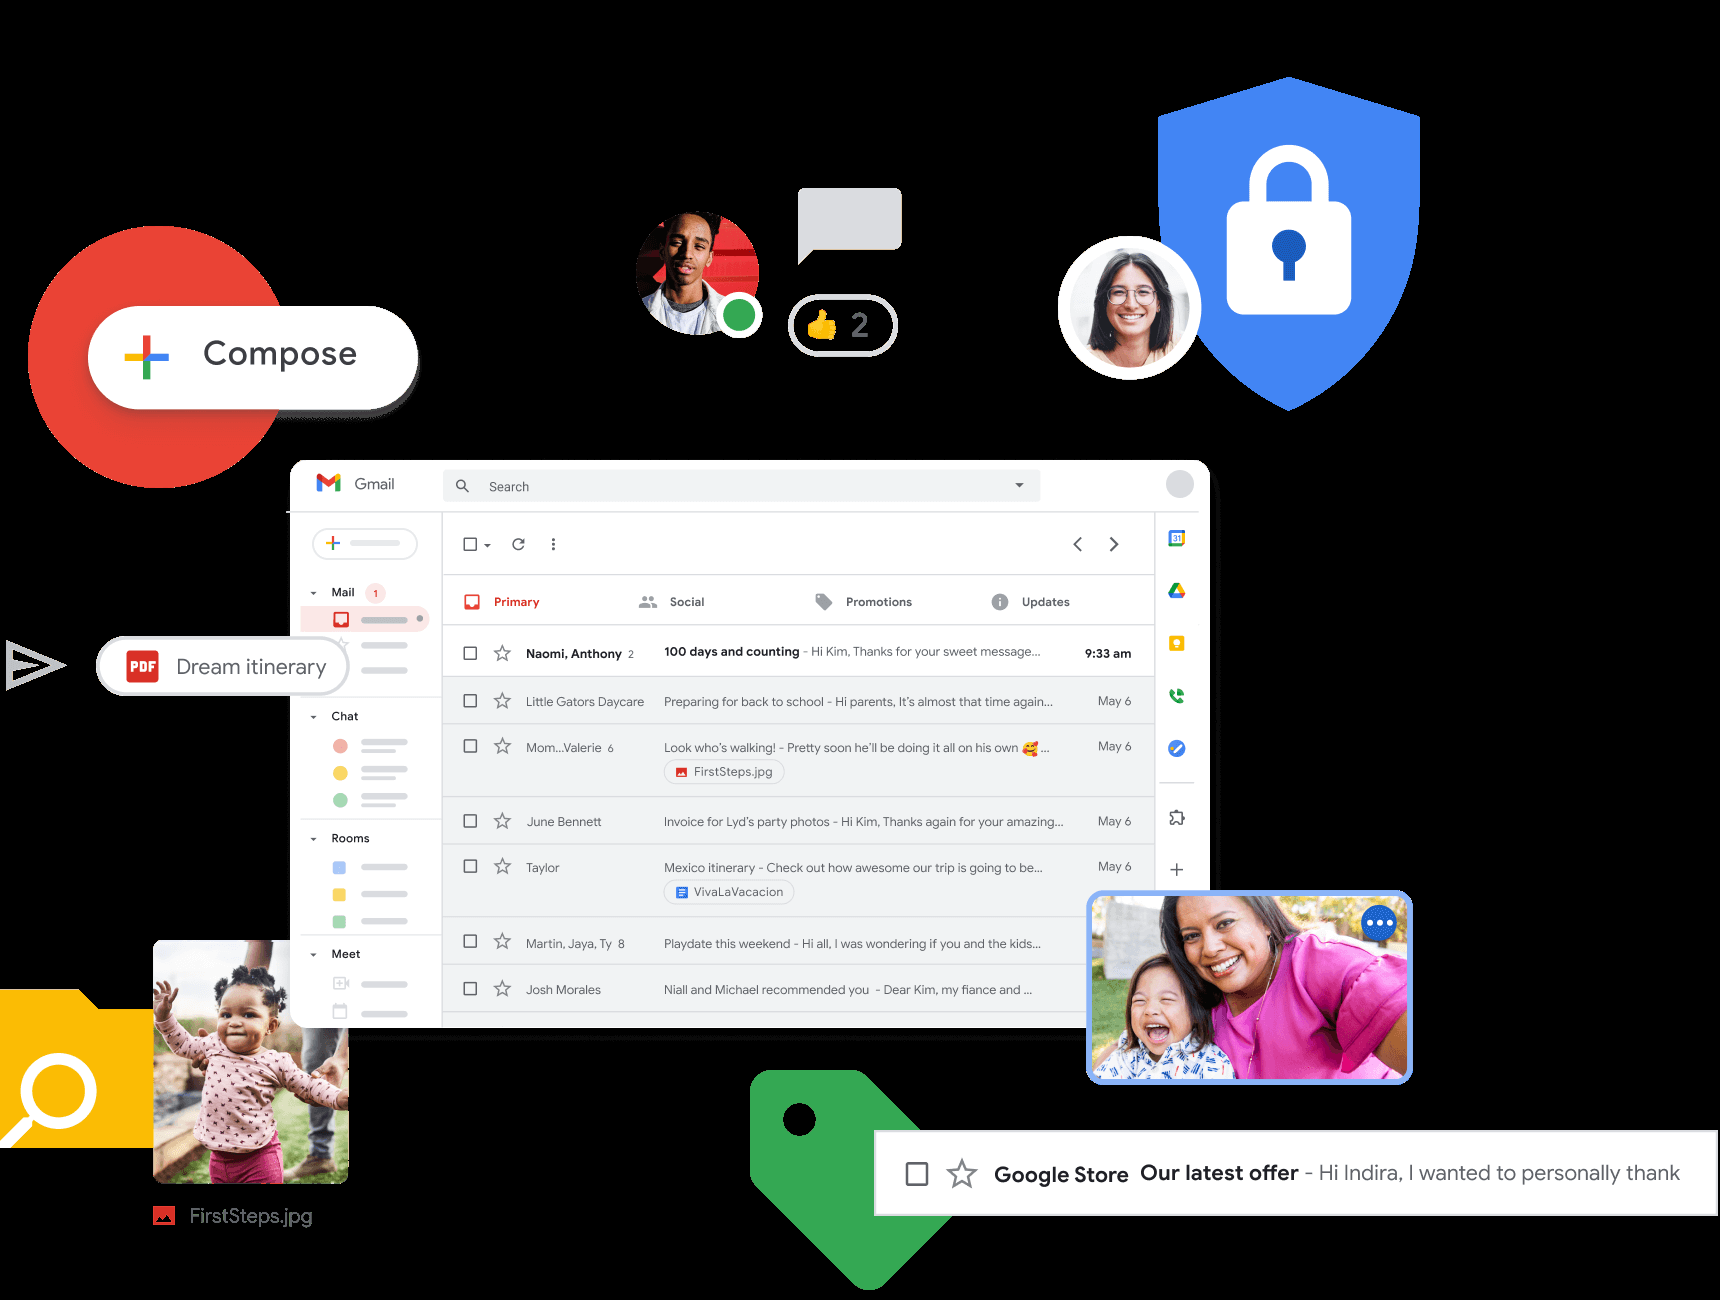 2
Compose
Gmail
Search
Mail 1
Primary
Social
Promotions
Updates
Naomi, Anthony 2 100 days and counting - Hi Kim, Thanks for your sweet message... 9:33 am
PDF Dream itinerary
Little Gators Daycare Preparing for back to school - Hi parents, It's almost that time again... May 6
Chat
Mom...Valerie 6 Look who's walking! - Pretty soon he'll be doing it all on his own 🥰... May 6
FirstSteps.jpg
Rooms
June Bennett Invoice for Lyd's party photos - Hi Kim, Thanks again for your amazing... May 6
Taylor Mexico itinerary - Check out how awesome our trip is going to be... May 6
VivaLaVacacion
Martin, Jaya, Ty 8 Playdate this weekend - Hi all, I was wondering if you and the kids...
Meet
Josh Morales Niall and Michael recommended you - Dear Kim, my fiance and ...
31
Google Store Our latest offer - Hi Indira, I wanted to personally thank
FirstSteps.jpg